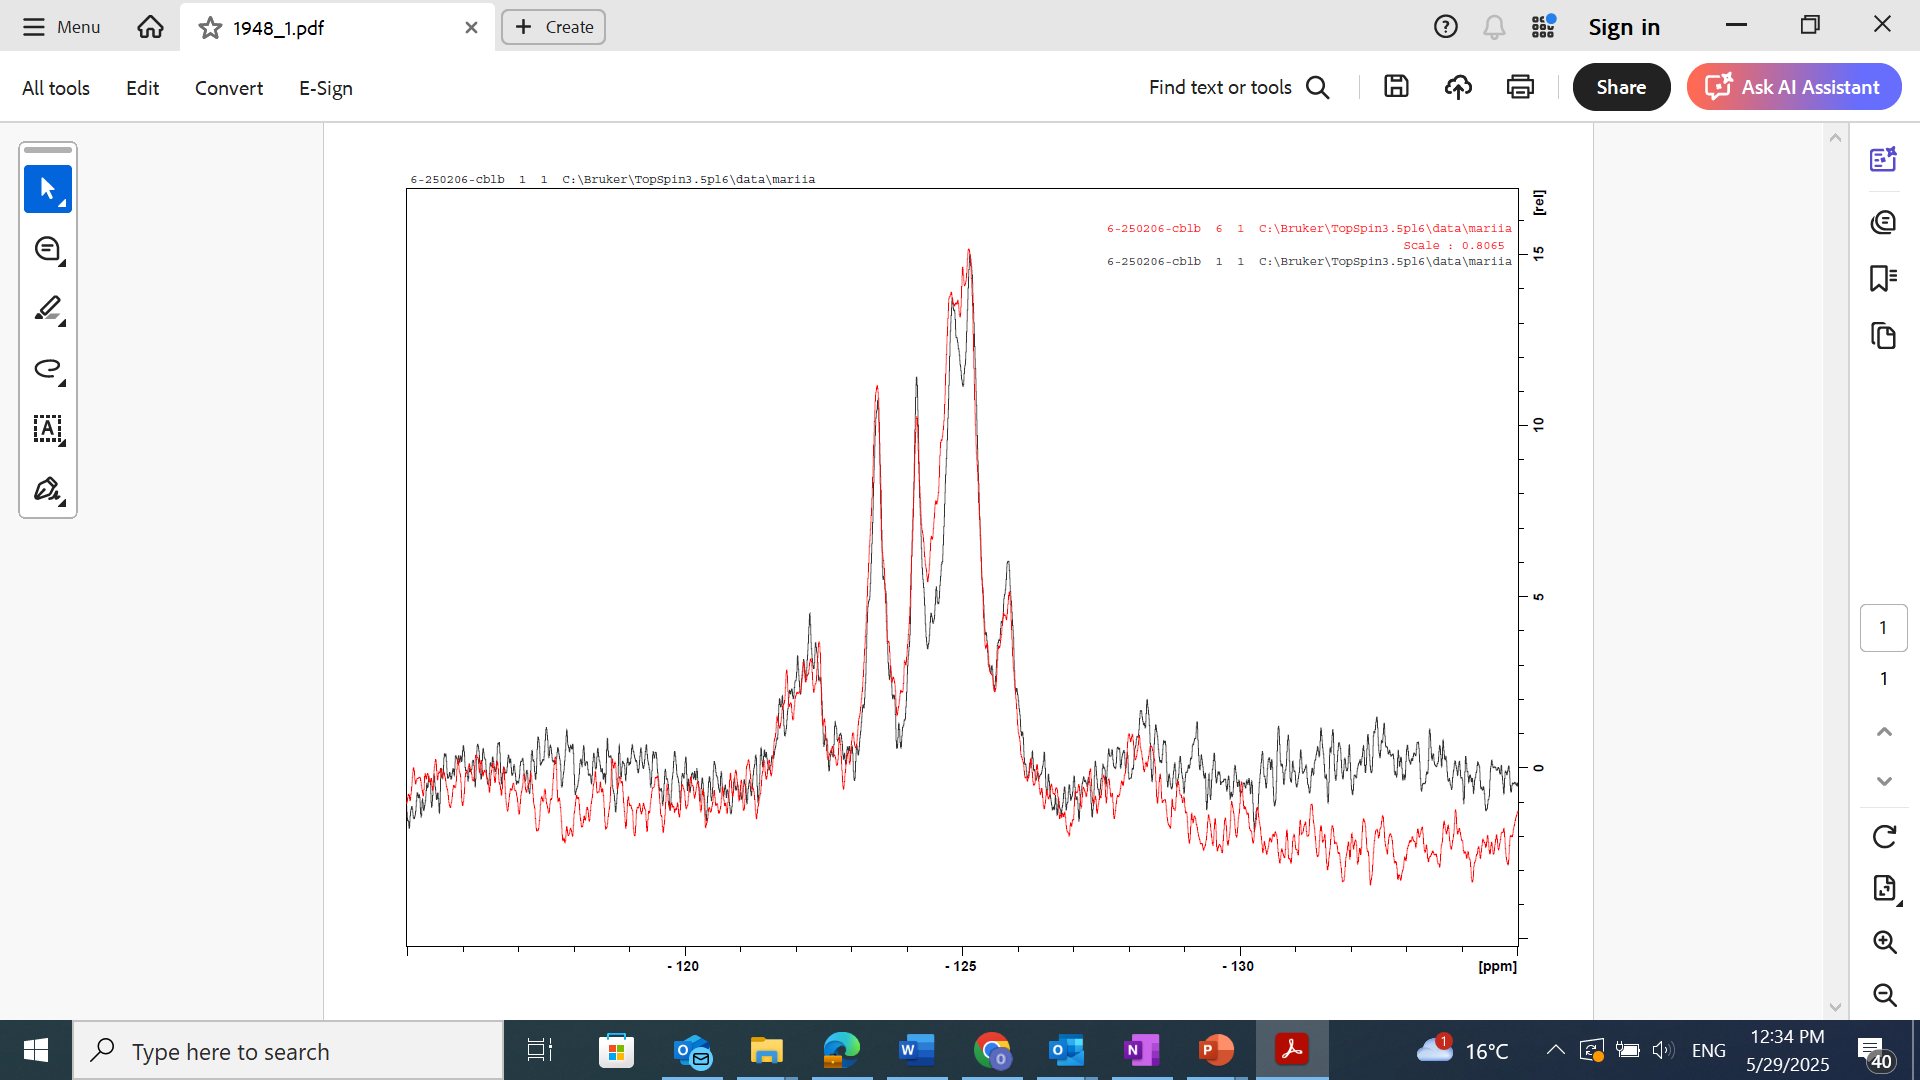 Menu
1948_1.pdf
Create
Sign in
All tools
Edit
Convert
E-Sign
Find text or tools
Share
Ask AI Assistant
6-250206-cblb 1 1 C:\Bruker\TopSpin3.5pl6\data\mariia
6-250206-cblb 6 1 C:\Bruker\TopSpin3.5pl6\data\mariia
Scale : 0.8065
6-250206-cblb 1 1 C:\Bruker\TopSpin3.5pl6\data\mariia
[rel]
15
10
5
0
- 120
- 125
- 130
[ppm]
A
1
1
Type here to search
1
16°C
ENG
12:34 PM
5/29/2025
40